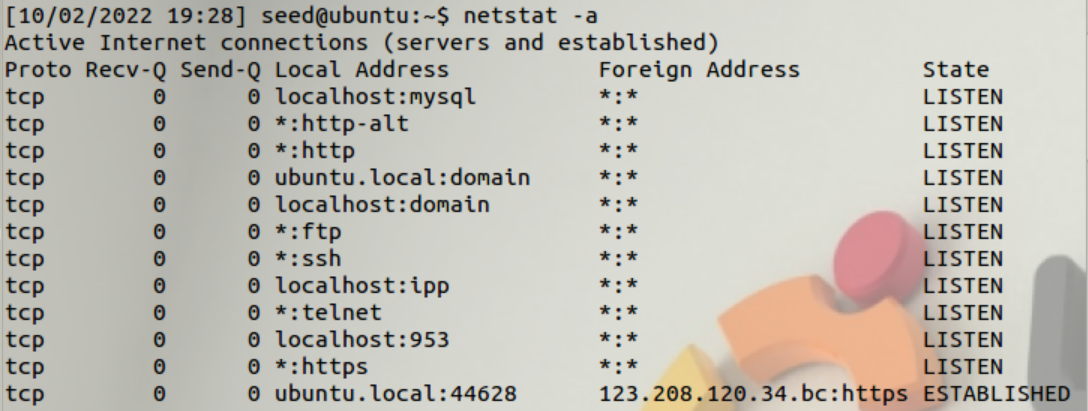 [10/02/2022 19:28] seed@ubuntu:~$ netstat -a
Active Internet connections (servers and established)
Proto Recv-Q Send-Q Local Address           Foreign Address         State
tcp        0      0 localhost:mysql         *:*                     LISTEN
tcp        0      0 *:http-alt              *:*                     LISTEN
tcp        0      0 *:http                  *:*                     LISTEN
tcp        0      0 ubuntu.local:domain     *:*                     LISTEN
tcp        0      0 localhost:domain        *:*                     LISTEN
tcp        0      0 *:ftp                   *:*                     LISTEN
tcp        0      0 *:ssh                   *:*                     LISTEN
tcp        0      0 localhost:ipp           *:*                     LISTEN
tcp        0      0 *:telnet                *:*                     LISTEN
tcp        0      0 localhost:953           *:*                     LISTEN
tcp        0      0 *:https                 *:*                     LISTEN
tcp        0      0 ubuntu.local:44628      123.208.120.34.bc:https ESTABLISHED